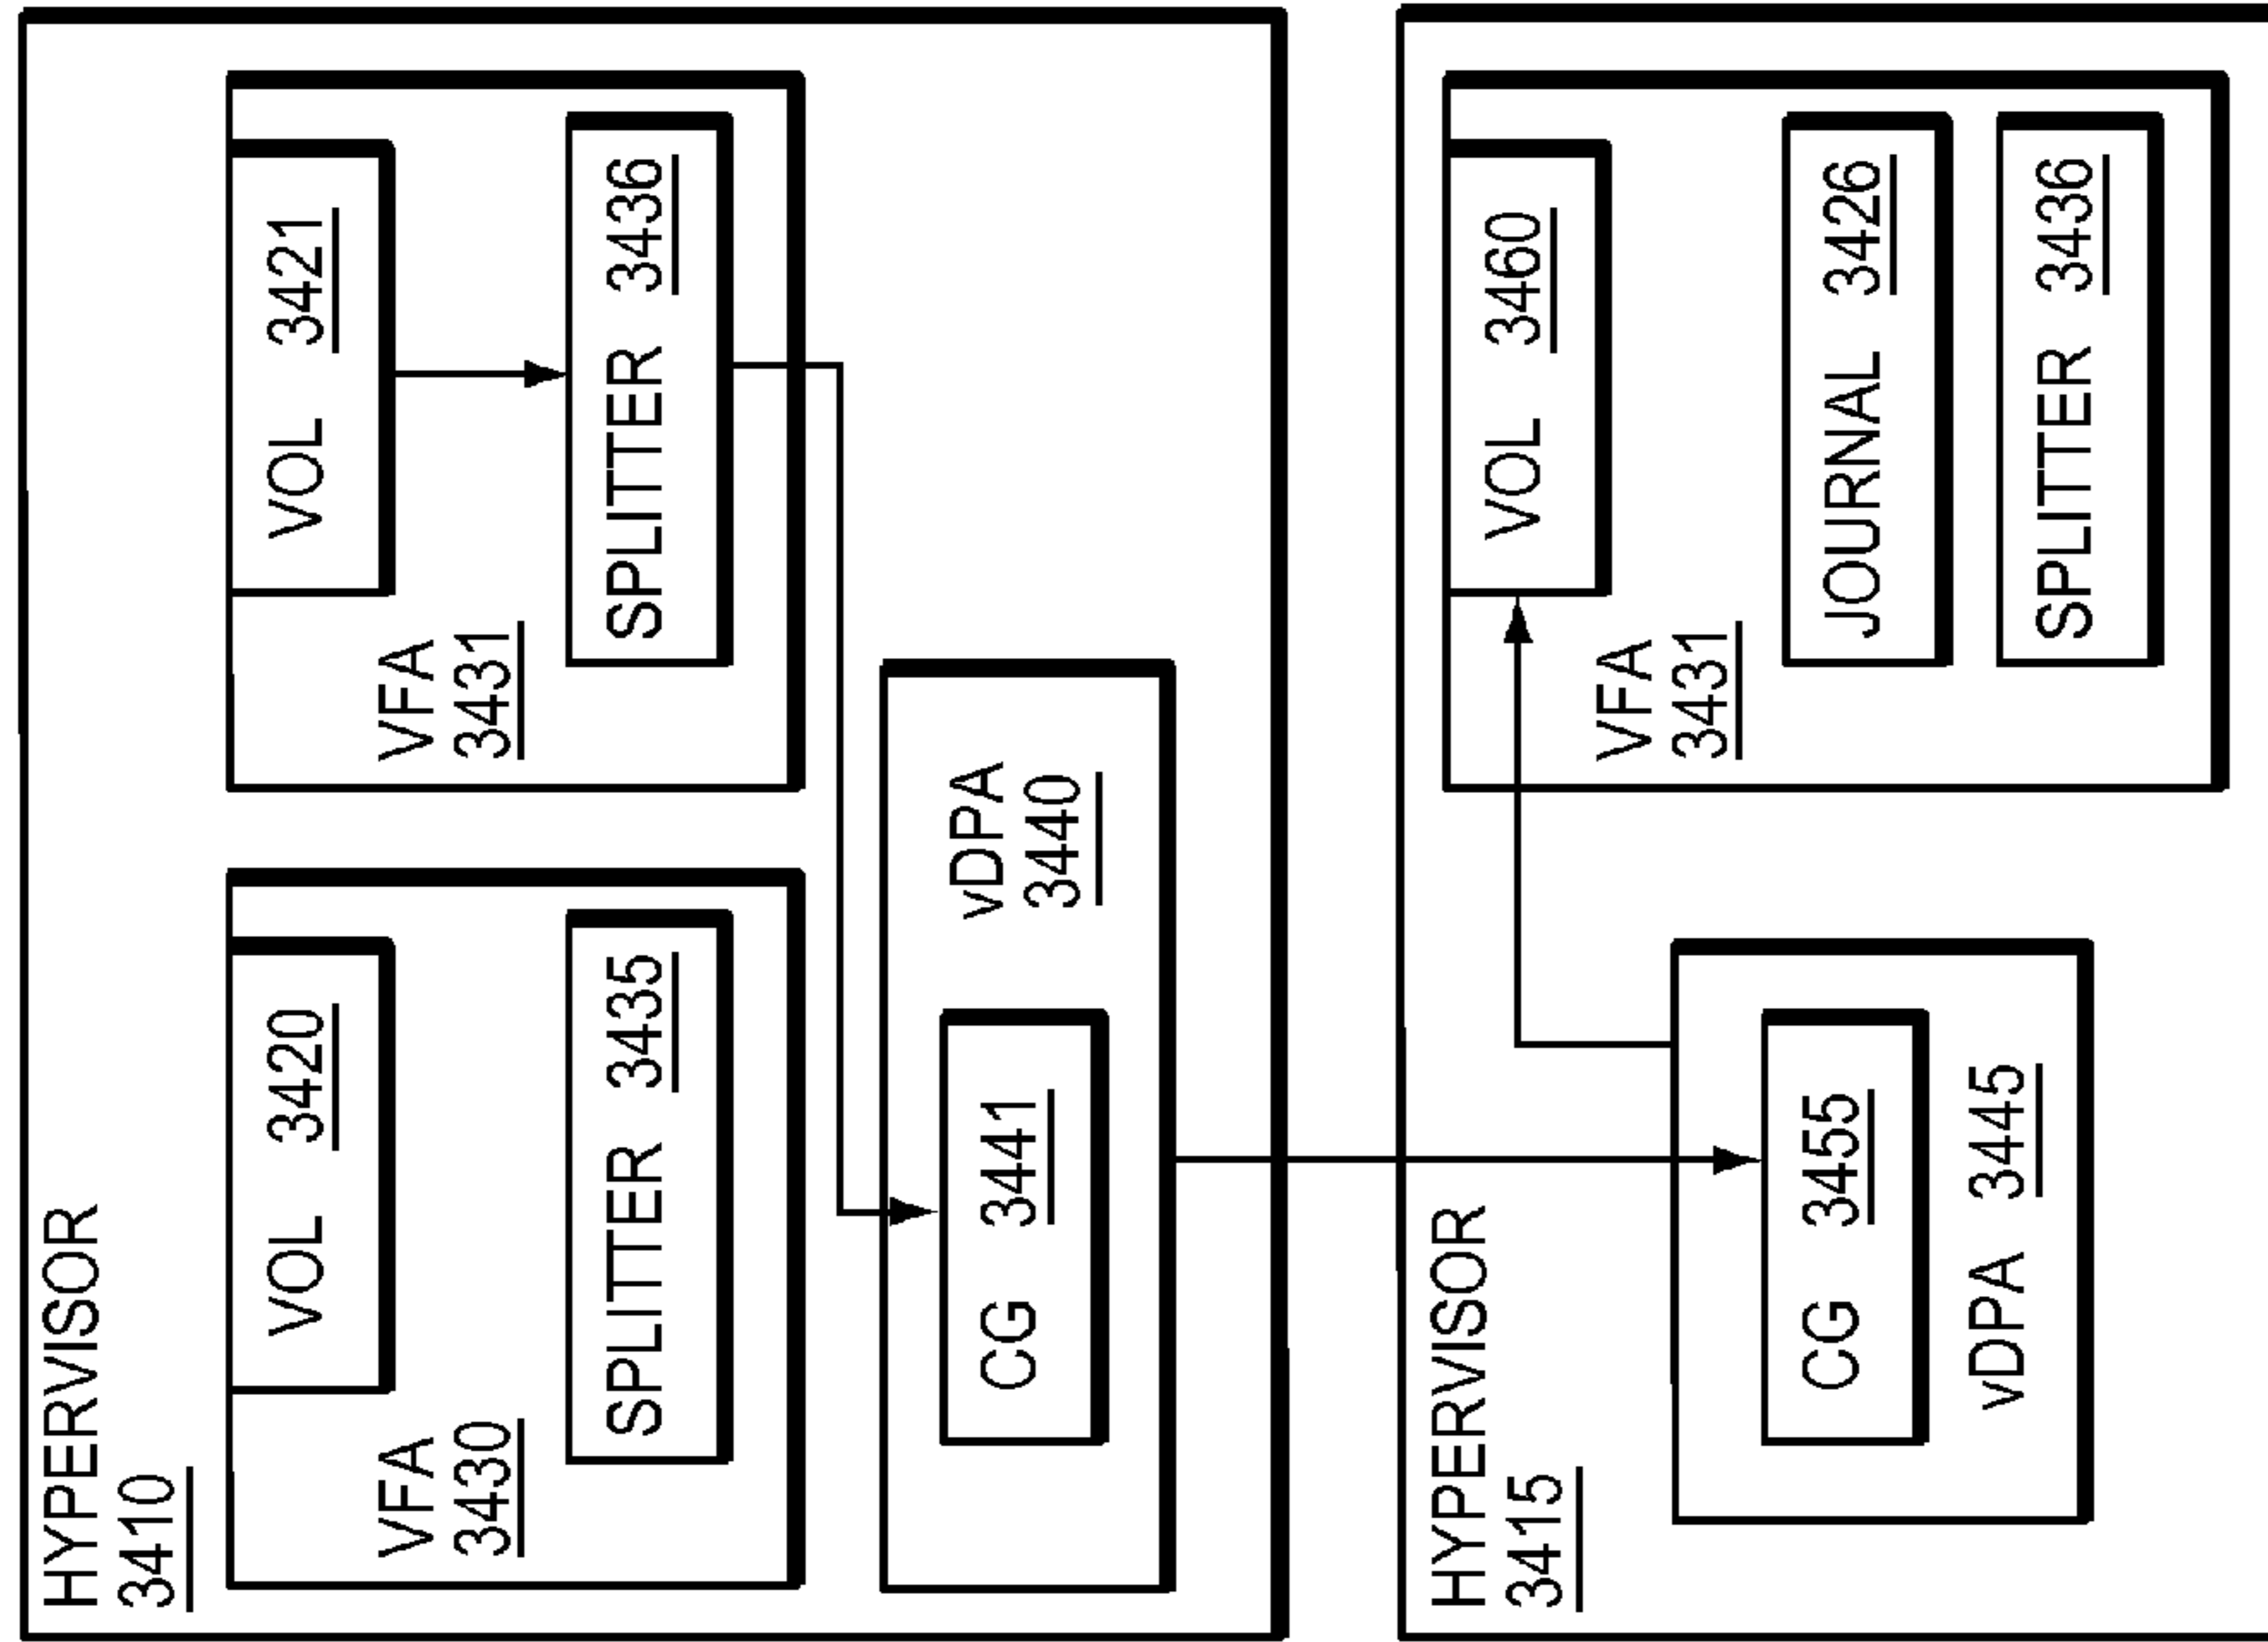 HYPERVISOR
3410
VOL 3420
VFA
3430
SPLITTER 3435
VOL 3421
VFA
3431
SPLITTER 3436
CG 3441
vDPA
3440
HYPERVISOR
3415
CG 3455
vDPA 3445
VOL 3460
VFA
3431
JOURNAL 3426
SPLITTER 3436